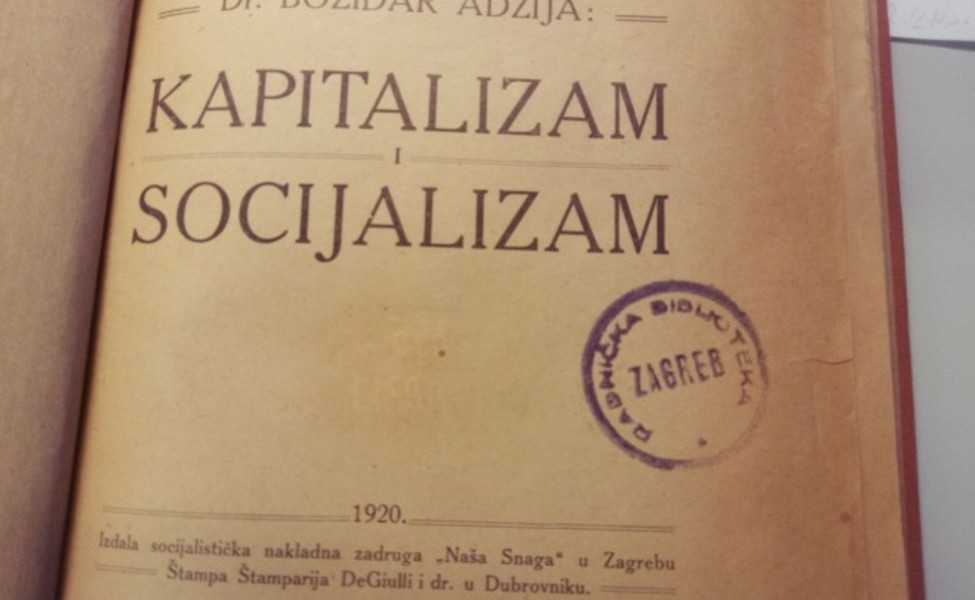 Dr. BOŽIDAR ADŽIJA:
KAPITALIZAM
I
SOCIJALIZAM
RADNIČKA BIBLIOTEKA
ZAGREB
1920.
Izdala socijalistička nakladna zadruga „Naša Snaga“ u Zagrebu
Štampa Štamparija DeGiulli i dr. u Dubrovniku.